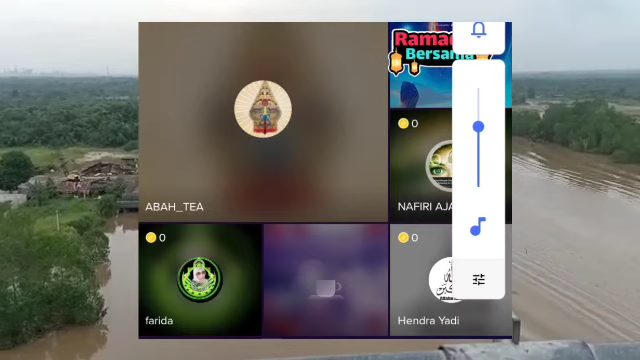 Ramad
Bersama
0
NAFIRI AJA
ABAH_TEA
0
farida
0
Hendra Yadi